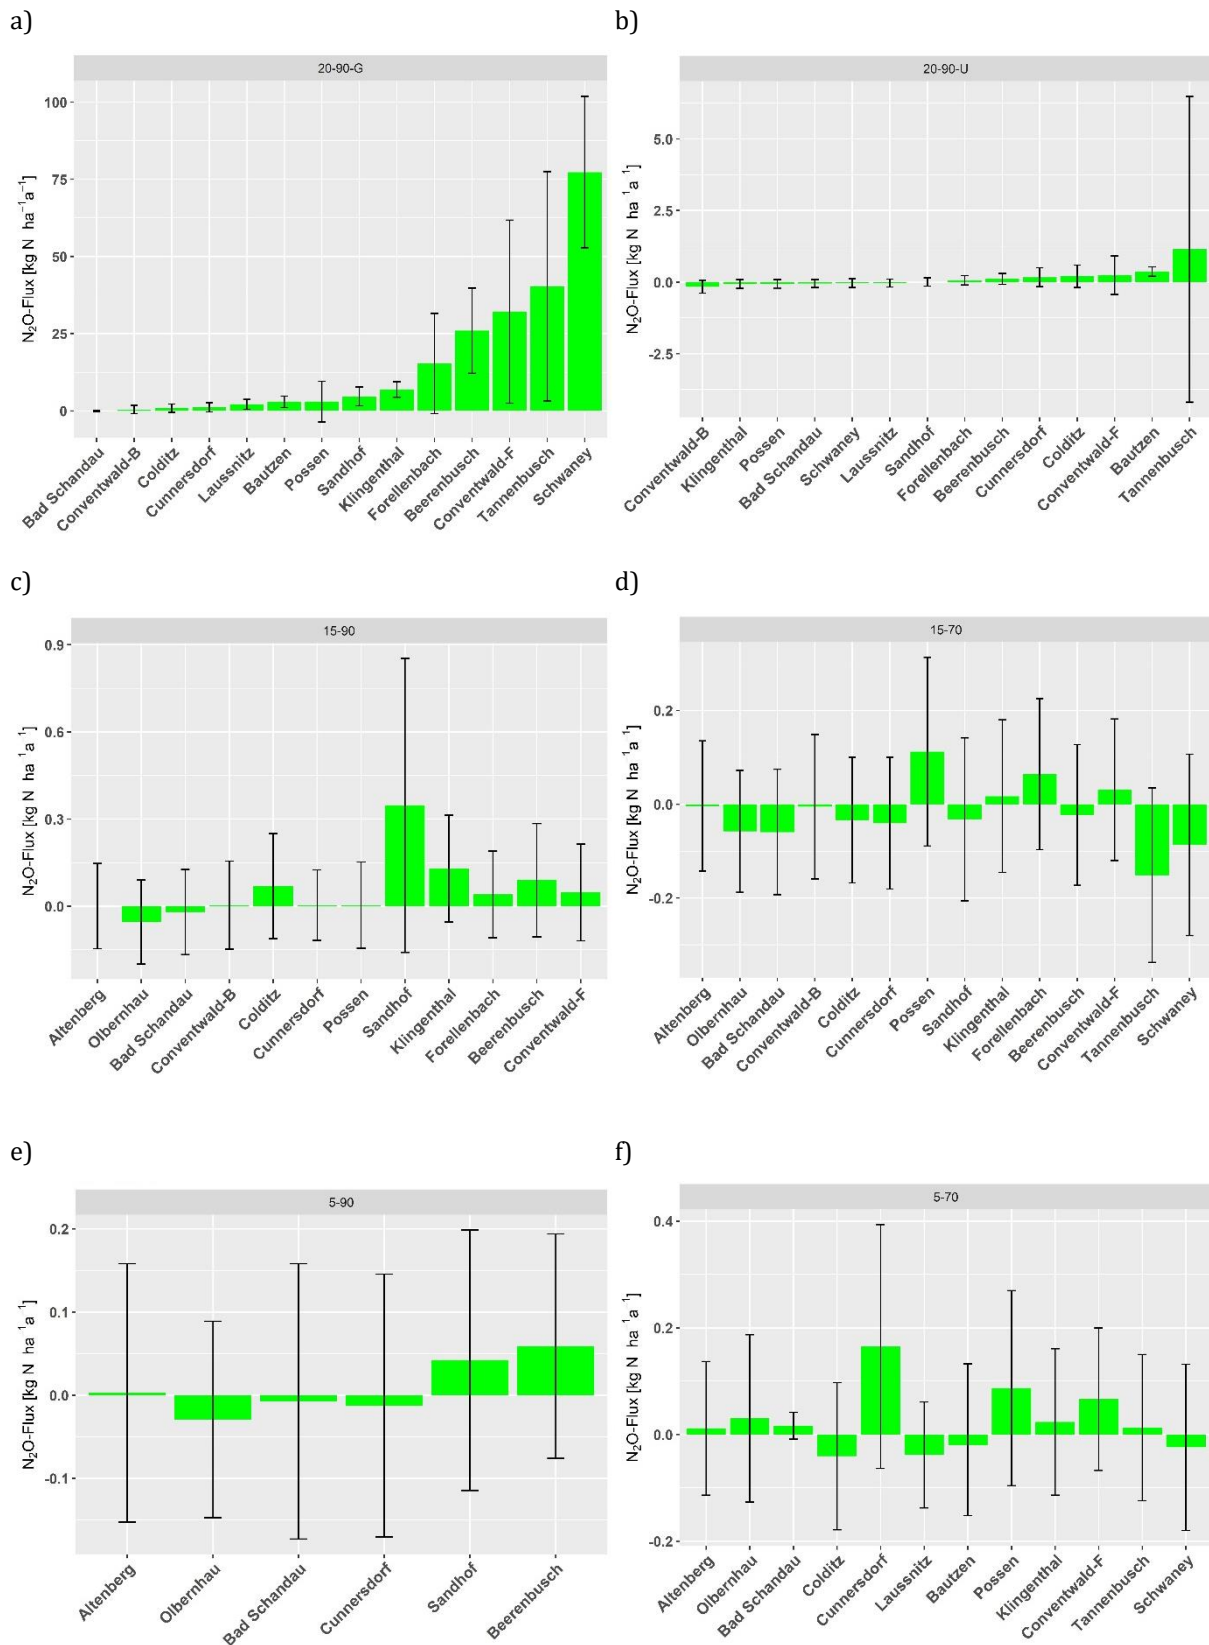 a)
20-90-G
N₂O-Flux [kg N ha⁻¹a⁻¹]
100
75
50
25
0
Bad Schandau
Conventwald-B
Colditz
Cunnersdorf
Laussnitz
Bautzen
Possen
Sandhof
Klingenthal
Forellenbach
Beerenbusch
Conventwald-F
Tannenbusch
Schwaney
b)
20-90-U
N₂O-Flux [kg N ha ¹a ¹]
5.0
2.5
0.0
-2.5
Conventwald-B
Klingenthal
Possen
Bad Schandau
Schwaney
Laussnitz
Sandhof
Forellenbach
Beerenbusch
Cunnersdorf
Colditz
Conventwald-F
Bautzen
Tannenbusch
c)
15-90
N₂O-Flux [kg N ha ¹a ¹]
0.9
0.6
0.3
0.0
Altenberg
Olbernhau
Bad Schandau
Conventwald-B
Colditz
Cunnersdorf
Possen
Sandhof
Klingenthal
Forellenbach
Beerenbusch
Conventwald-F
d)
15-70
N₂O-Flux [kg N ha ¹a ¹]
0.2
0.0
-0.2
Altenberg
Olbernhau
Bad Schandau
Conventwald-B
Colditz
Cunnersdorf
Possen
Sandhof
Klingenthal
Forellenbach
Beerenbusch
Conventwald-F
Tannenbusch
Schwaney
e)
5-90
N₂O-Flux [kg N ha ¹a ¹]
0.2
0.1
0.0
-0.1
Altenberg
Olbernhau
Bad Schandau
Cunnersdorf
Sandhof
Beerenbusch
f)
5-70
N₂O-Flux [kg N ha ¹a ¹]
0.4
0.2
0.0
-0.2
Altenberg
Olbernhau
Bad Schandau
Colditz
Cunnersdorf
Laussnitz
Bautzen
Possen
Klingenthal
Conventwald-F
Tannenbusch
Schwaney